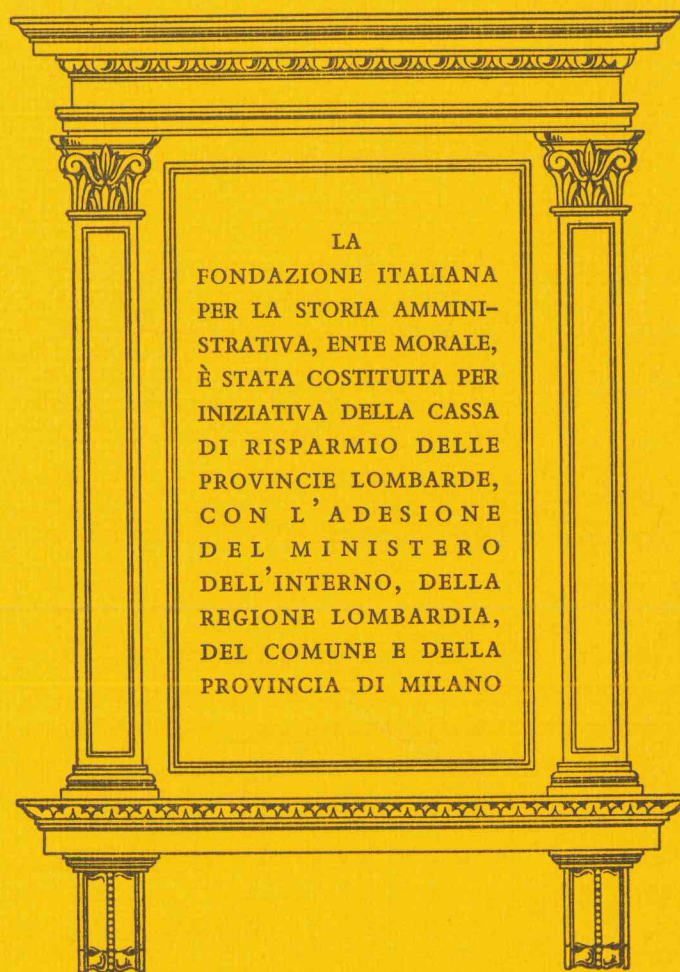 LA
FONDAZIONE ITALIANA
PER LA STORIA AMMINI–
STRATIVA, ENTE MORALE,
È STATA COSTITUITA PER
INIZIATIVA DELLA CASSA
DI RISPARMIO DELLE
PROVINCIE LOMBARDE,
CON L'ADESIONE
DEL MINISTERO
DELL'INTERNO, DELLA
REGIONE LOMBARDIA,
DEL COMUNE E DELLA
PROVINCIA DI MILANO